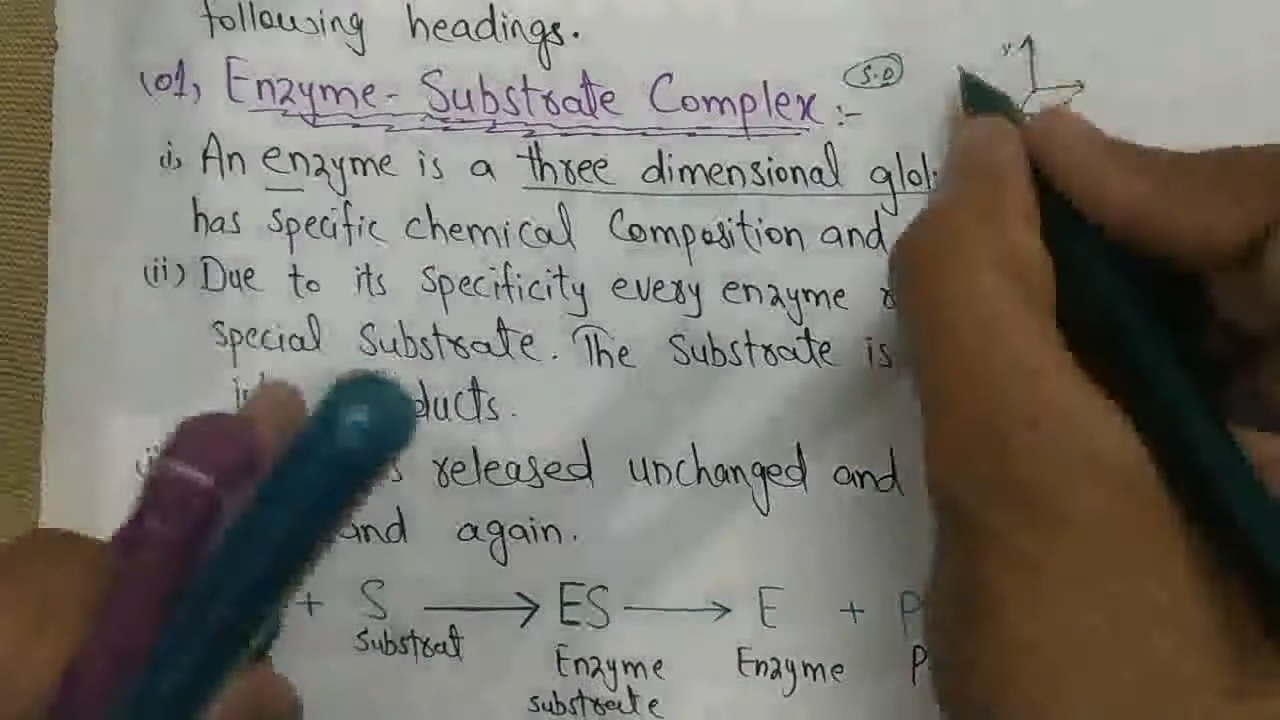 following headings.
(01) Enzyme-Substrate Complex :-
i) An enzyme is a three dimensional
has specific chemical Composition and
(ii) Due to its specificity every enzyme
special Substrate. The Substrate is
released unchanged and
and again.
+ S → ES → E + P
Substrat Enzyme substrate Enzyme